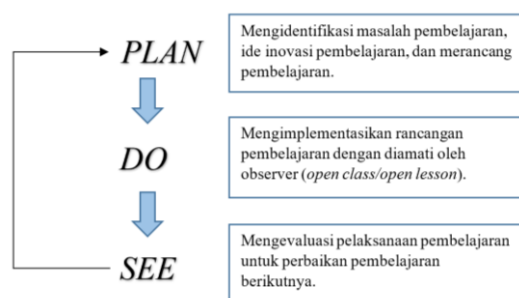 PLAN
Mengidentifikasi masalah pembelajaran,
ide inovasi pembelajaran, dan merancang
pembelajaran.
DO
Mengimplementasikan rancangan
pembelajaran dengan diamati oleh
observer (open class/open lesson).
SEE
Mengevaluasi pelaksanaan pembelajaran
untuk perbaikan pembelajaran
berikutnya.